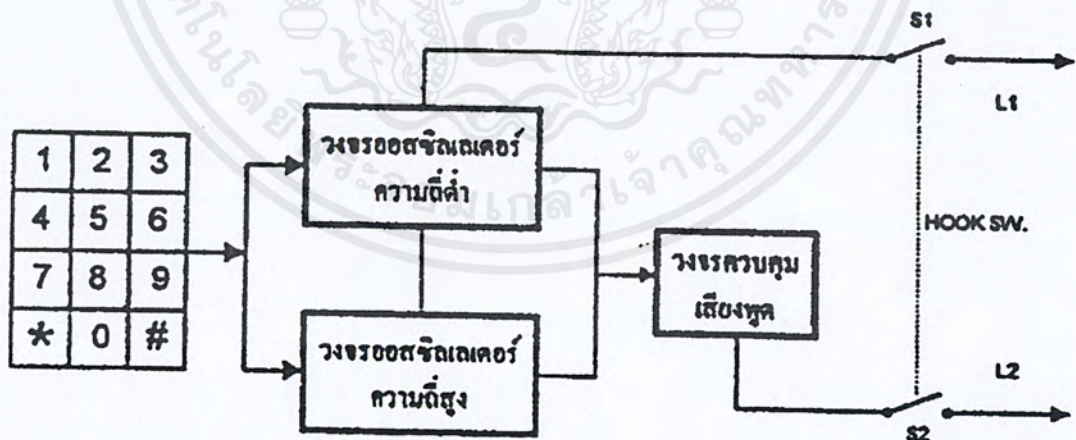 S1
L1
1 2 3
4 5 6
7 8 9
* 0 #
วงจรออสซิลเลเตอร์
ความถี่ต่ำ
HOOK SW.
วงจรควบคุม
เสียงพูด
วงจรออสซิลเลเตอร์
ความถี่สูง
L2
S2